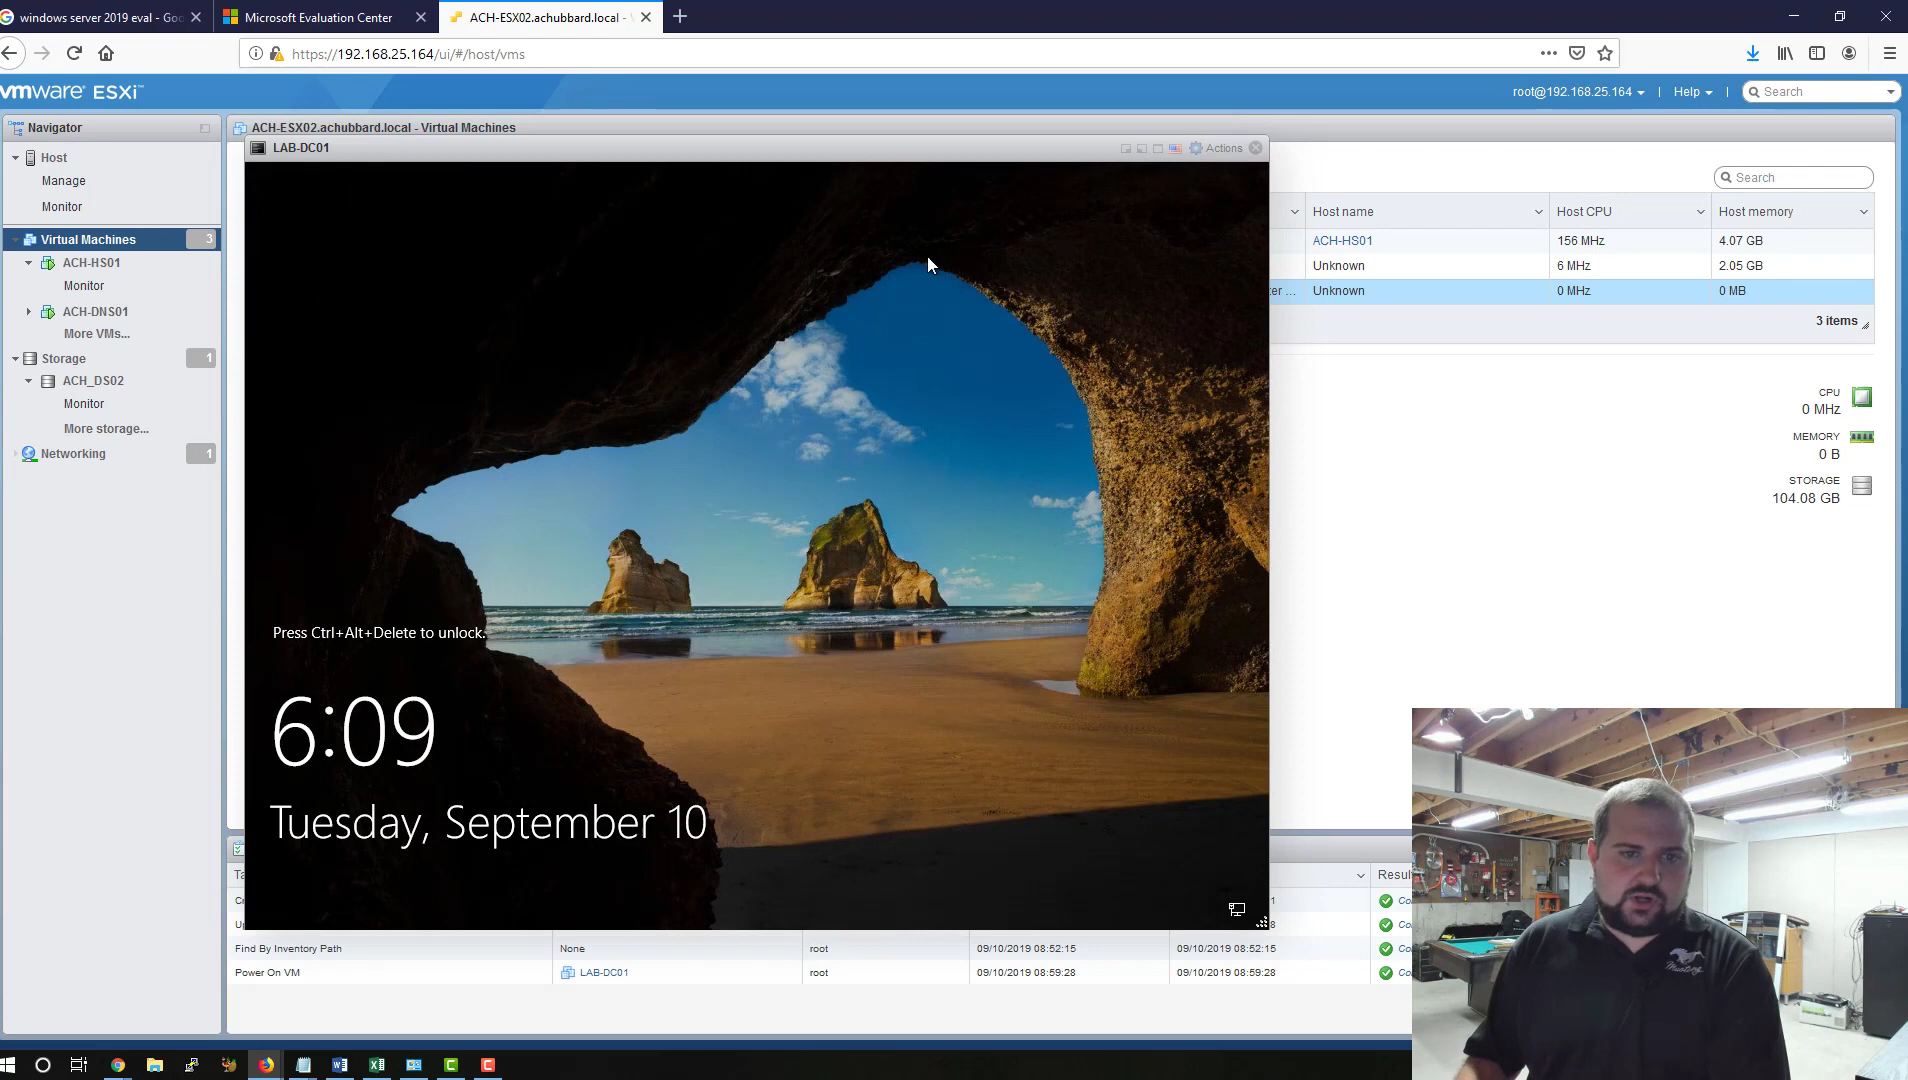 windows server 2019 eval - Goo
Microsoft Evaluation Center
ACH-ESX02.achubbard.local -
https://192.168.25.164/ui/#/host/vms
vmware ESXi™
root@192.168.25.164
Help
Search
Navigator
Host
Manage
Monitor
Virtual Machines
3
ACH-HS01
Monitor
ACH-DNS01
More VMs...
Storage
1
ACH_DS02
Monitor
More storage...
Networking
1
ACH-ESX02.achubbard.local - Virtual Machines
LAB-DC01
Actions
Search
Host name
Host CPU
Host memory
ACH-HS01
156 MHz
4.07 GB
Unknown
6 MHz
2.05 GB
ter ...
Unknown
0 MHz
0 MB
3 items
CPU
0 MHz
MEMORY
0 B
STORAGE
104.08 GB
Press Ctrl+Alt+Delete to unlock.
6:09
Tuesday, September 10
Find By Inventory Path
None
root
09/10/2019 08:52:15
09/10/2019 08:52:15
Power On VM
LAB-DC01
root
09/10/2019 08:59:28
09/10/2019 08:59:28
Mustang